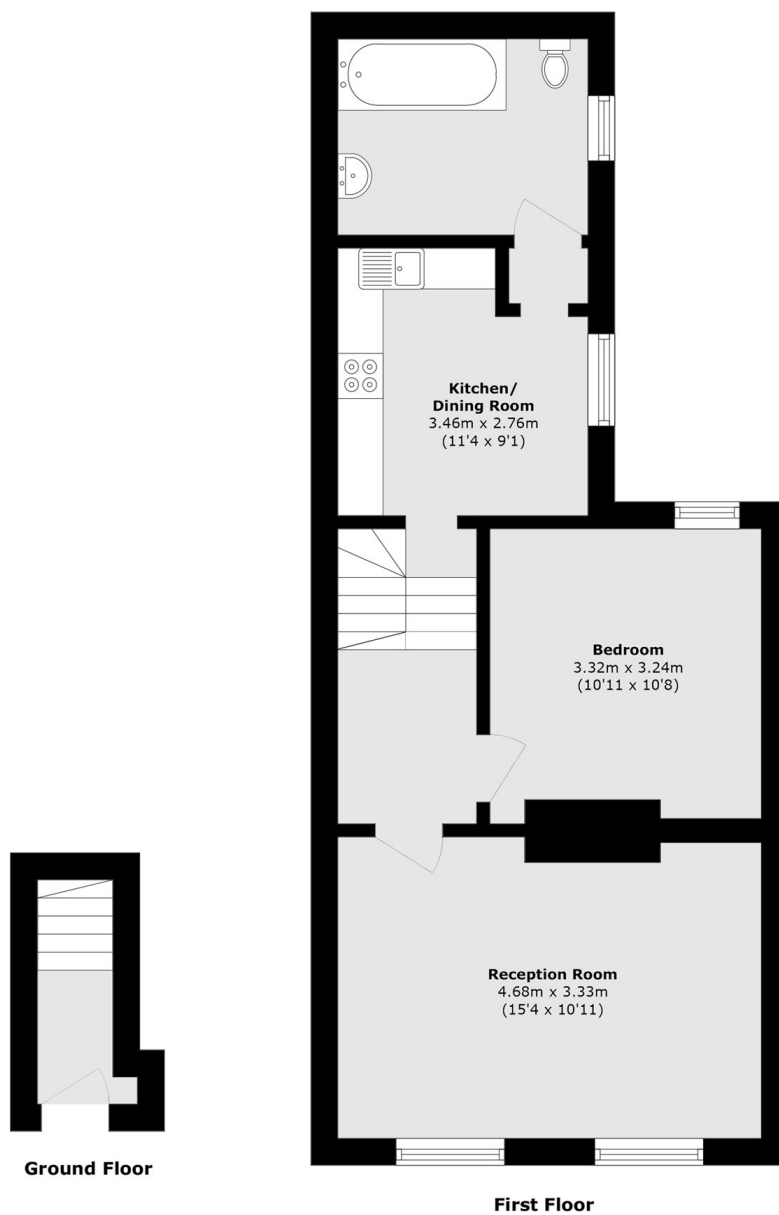 Kitchen/
Dining Room
3.46m x 2.76m
(11'4 x 9'1)
Bedroom
3.32m x 3.24m
(10'11 x 10'8)
Reception Room
4.68m x 3.33m
(15'4 x 10'11)
Ground Floor
First Floor